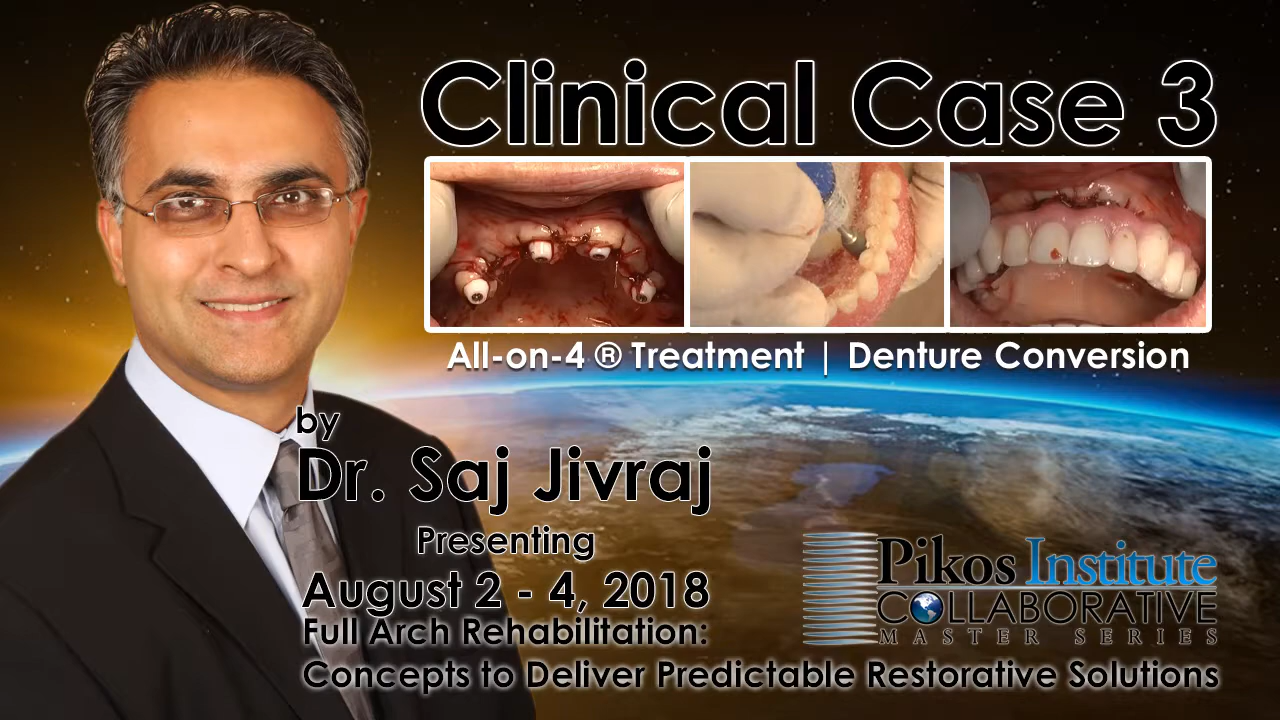 Clinical Case 3
All-on-4 ® Treatment | Denture Conversion
by
Dr. Saj Jivraj
Presenting
August 2 - 4, 2018
Full Arch Rehabilitation:
Concepts to Deliver Predictable Restorative Solutions
Pikos Institute
COLLABORATIVE
MASTER SERIES